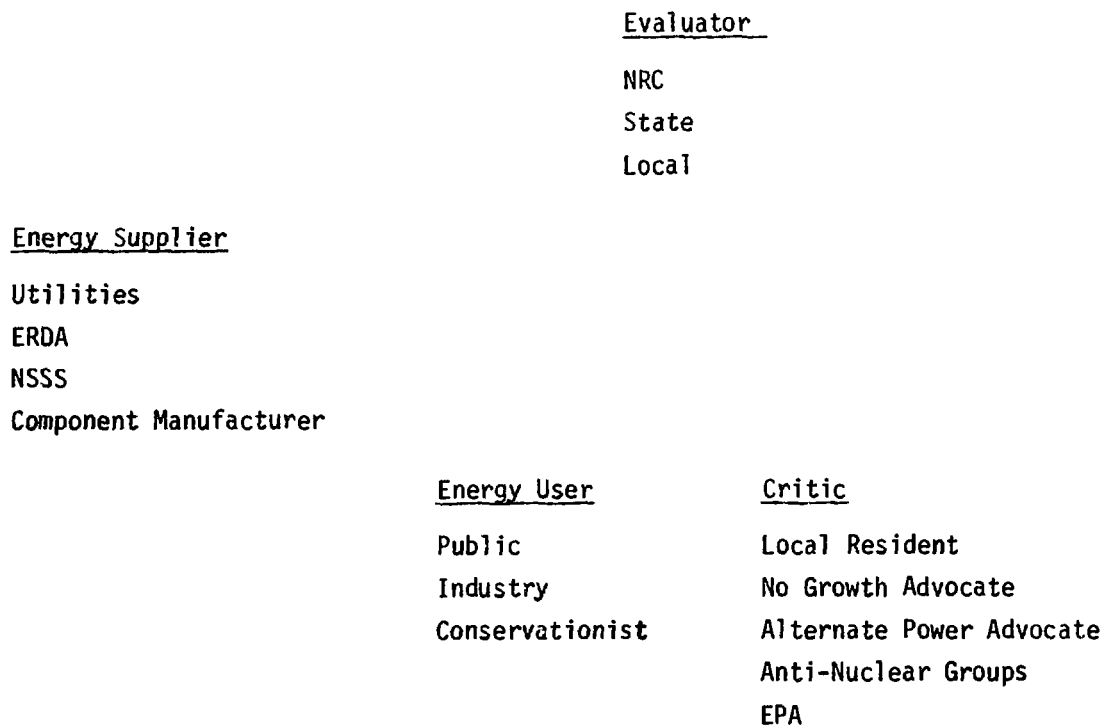 Evaluator
NRC
State
Local
Energy Supplier
Utilities
ERDA
NSSS
Component Manufacturer
Energy User
Public
Industry
Conservationist
Critic
Local Resident
No Growth Advocate
Alternate Power Advocate
Anti-Nuclear Groups
EPA